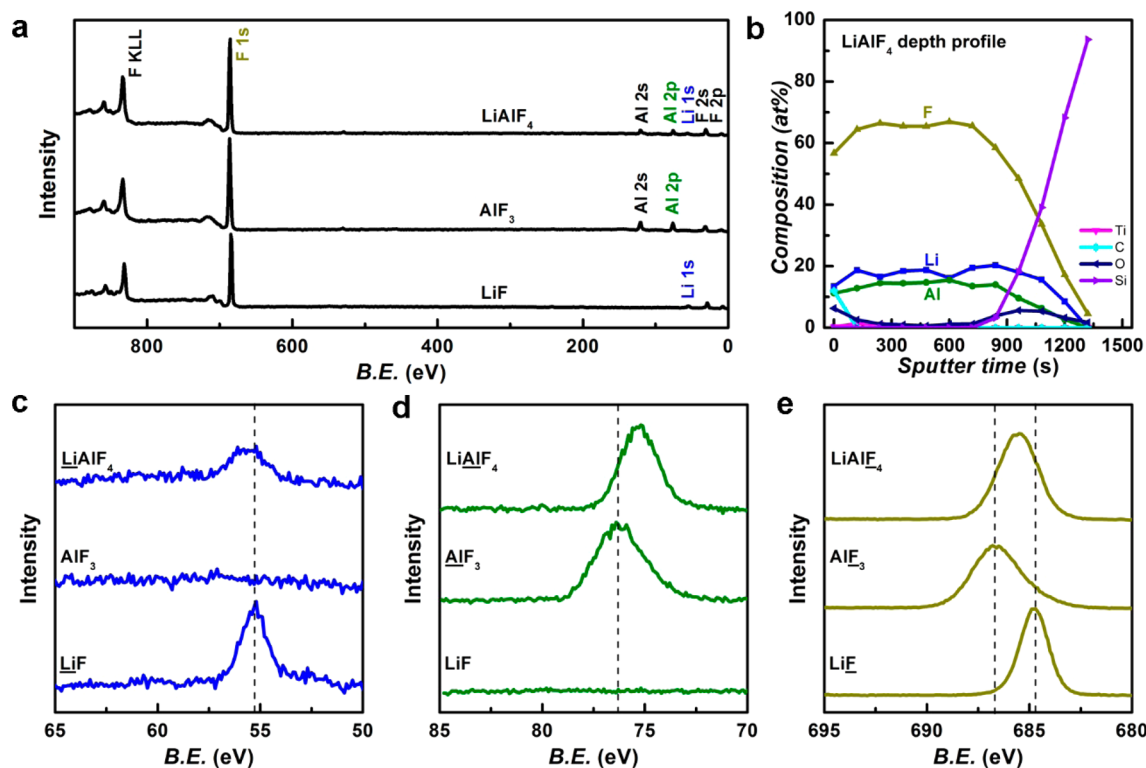 a
F KLL
F 1s
Al 2s
Al 2p
Li 1s
F 2s
F 2p
LiAlF₄
Al 2s
Al 2p
AlF₃
Li 1s
LiF
Intensity
800
600
400
200
0
B.E. (eV)
b
LiAlF₄ depth profile
F
Li
Al
Ti
C
O
Si
Composition (at%)
100
80
60
40
20
0
0
300
600
900
1200
1500
Sputter time (s)
c
LiAlF₄
AlF₃
LiF
Intensity
65
60
55
50
B.E. (eV)
d
LiAlF₄
AlF₃
LiF
Intensity
85
80
75
70
B.E. (eV)
e
LiAlF₄
AlF₃
LiF
Intensity
695
690
685
680
B.E. (eV)